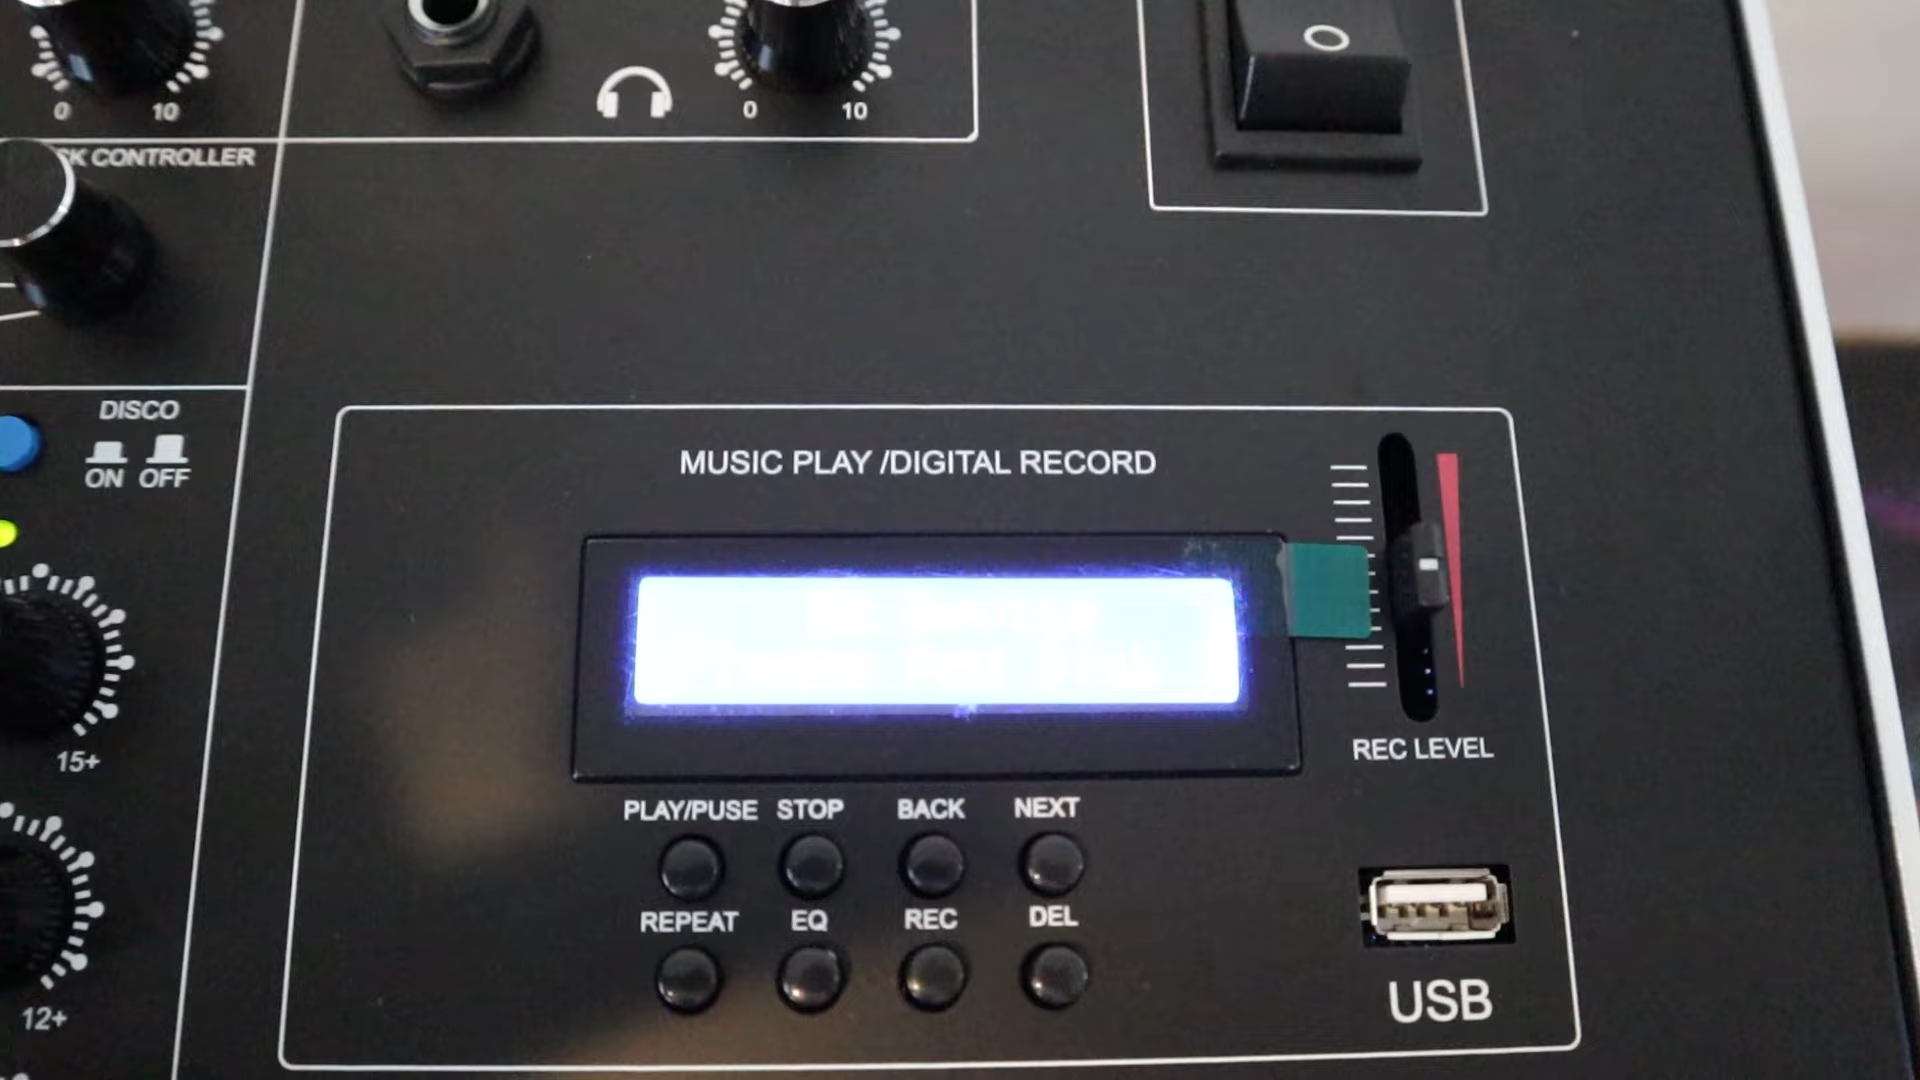 0 10
0 10
SK CONTROLLER
DISCO
ON OFF
MUSIC PLAY /DIGITAL RECORD
15+
REC LEVEL
PLAY/PUSE STOP BACK NEXT
REPEAT EQ REC DEL
12+
USB